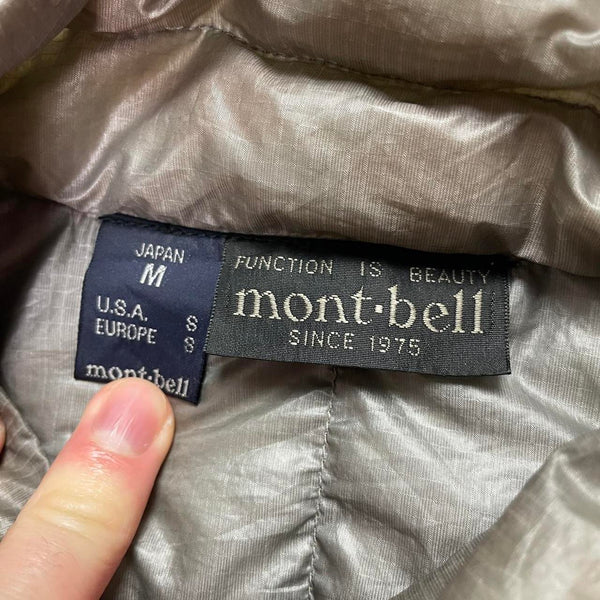 JAPAN
M
U.S.A. S
EUROPE S
mont·bell
FUNCTION IS BEAUTY
mont·bell
SINCE 1975